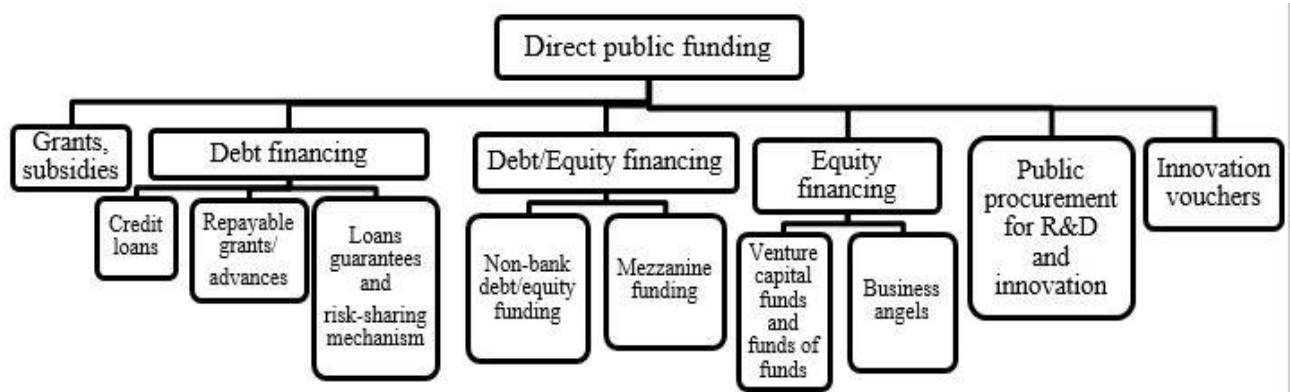 Direct public funding
Grants,
subsidies
Debt financing
Credit
loans
Repayable
grants/
advances
Loans
guarantees
and
risk-sharing
mechanism
Debt/Equity financing
Non-bank
debt/equity
funding
Mezzanine
funding
Equity
financing
Venture
capital
funds
and
funds of
funds
Business
angels
Public
procurement
for R&D
and
innovation
Innovation
vouchers